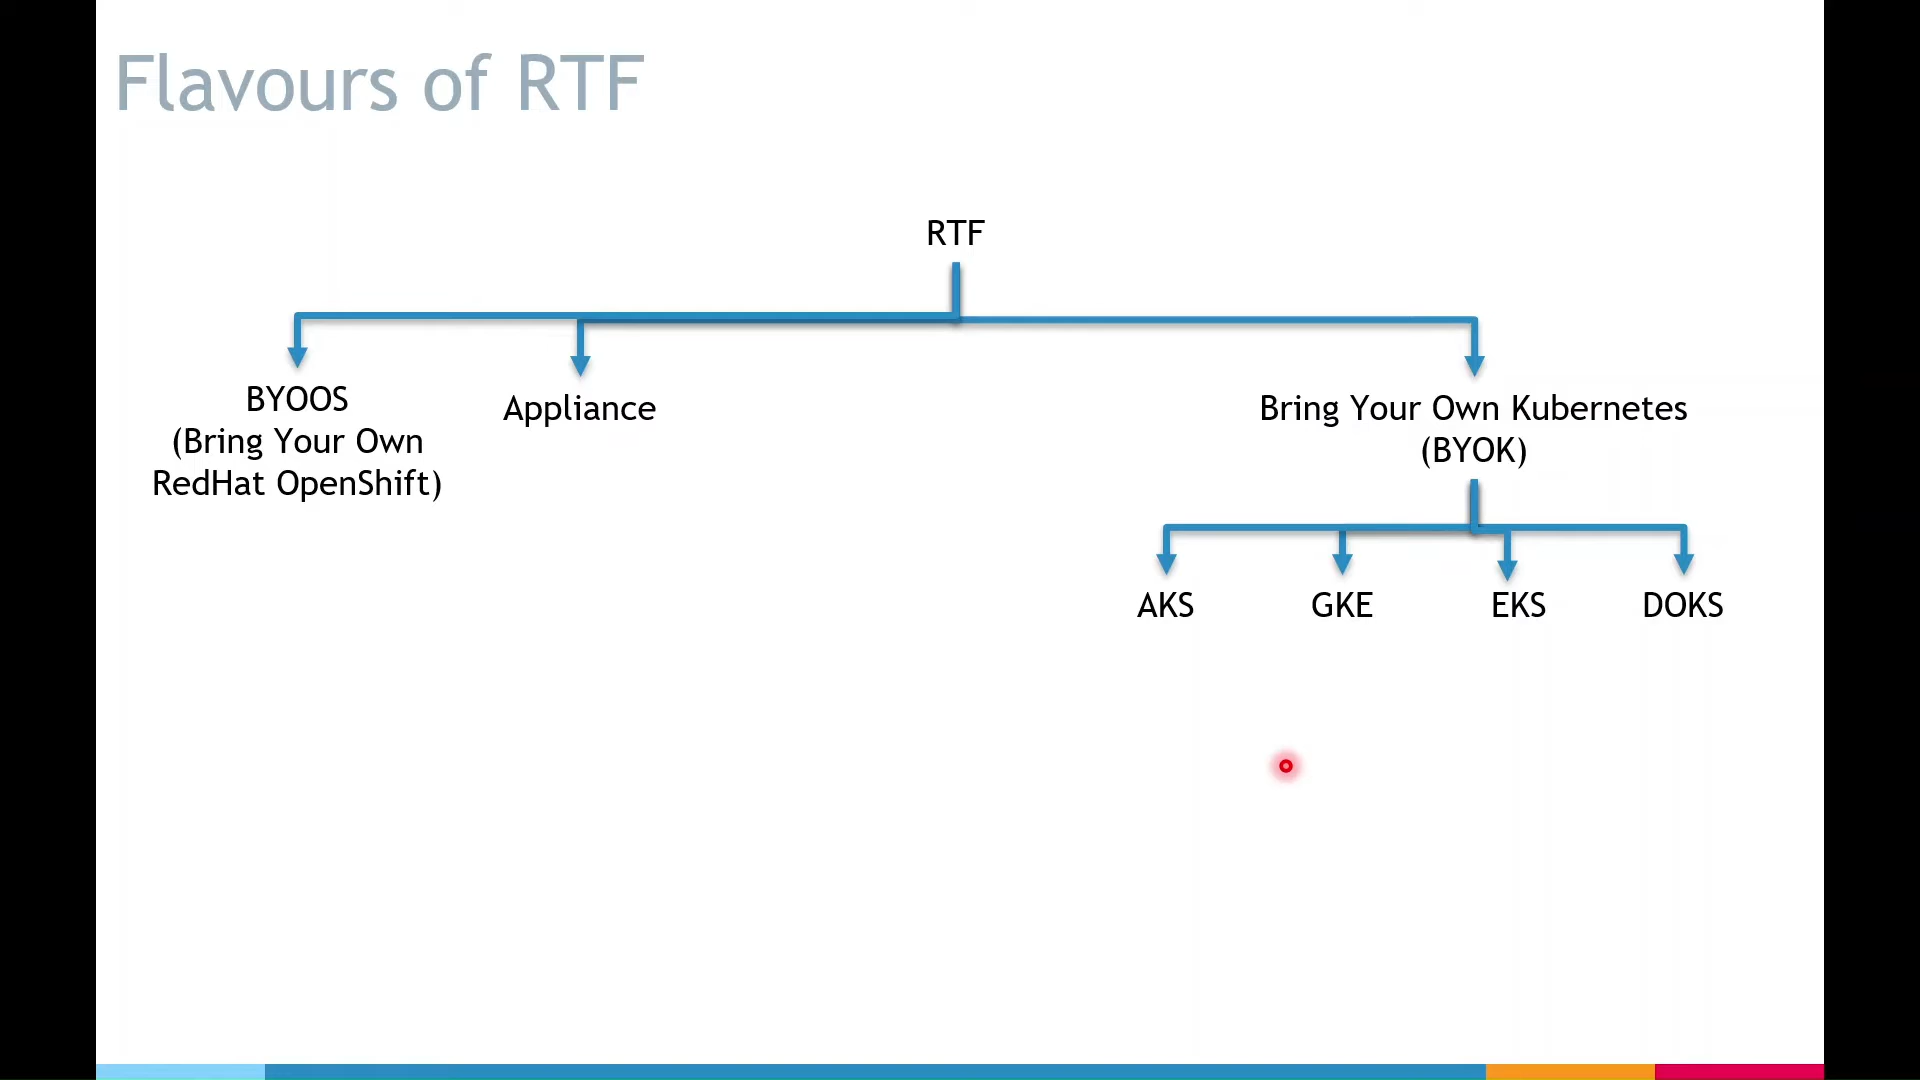 Flavours of RTF
RTF
BYOOS
(Bring Your Own
RedHat OpenShift)
Appliance
Bring Your Own Kubernetes
(BYOK)
AKS
GKE
EKS
DOKS